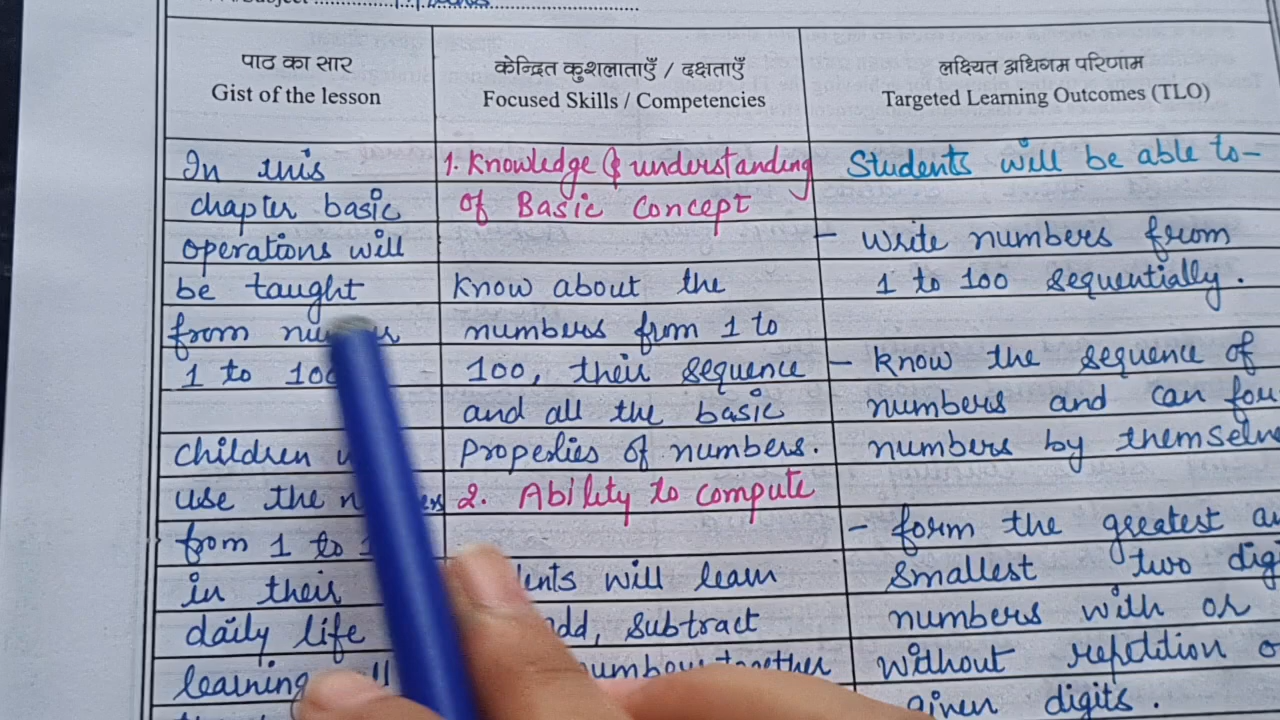 पाठ का सार
Gist of the lesson
केन्द्रित कुशलाताएँ / दक्षताएँ
Focused Skills / Competencies
लक्ष्यित अधिगम परिणाम
Targeted Learning Outcomes (TLO)
In this
chapter basic
operations will
be taught
from
1 to 100
children
use the
from 1 to
in their
daily life
learning
1. Knowledge & understanding
of Basic Concept
Know about the
numbers from 1 to
100, their sequence
and all the basic
properlies of numbers.
2. Ability to compute
will learn
add, subtract
together
Students will be able to-
- write numbers from
1 to 100 sequentially.
- know the sequence of
numbers and can
numbers by
- form the greatest
smallest two
numbers with or
without repetition
given digits.